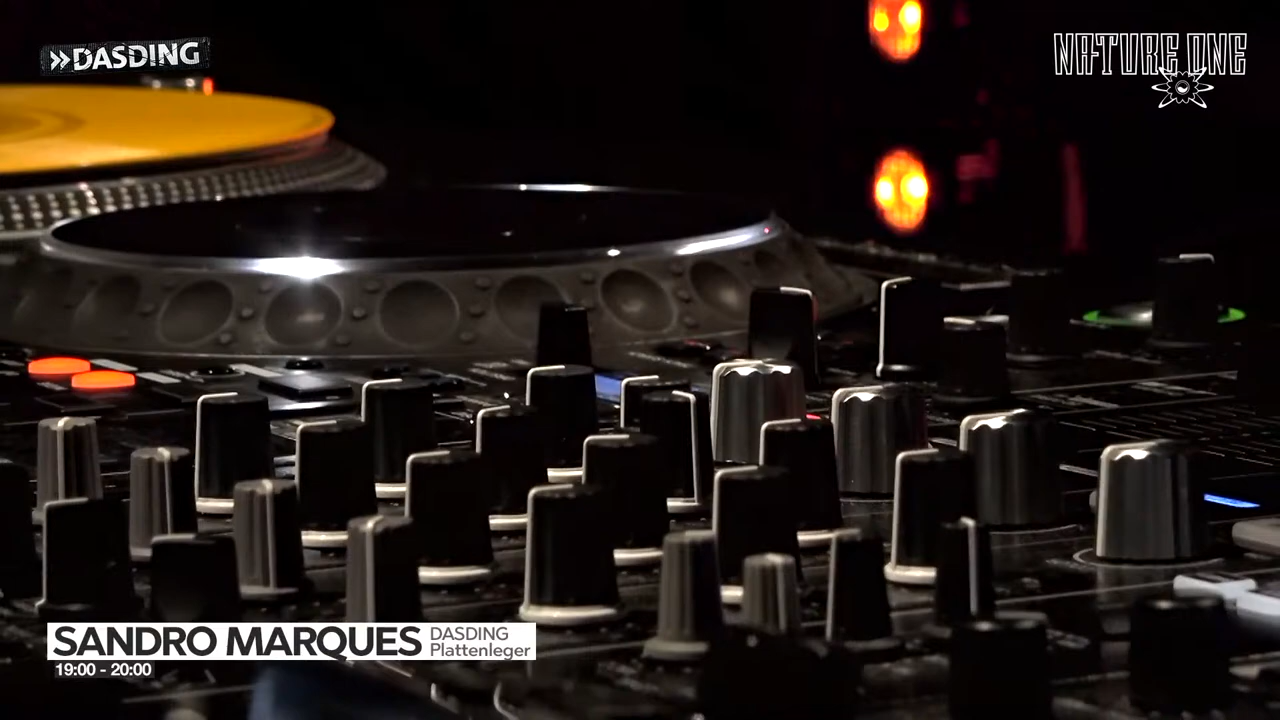 »DASDING
NATURE ONE
SANDRO MARQUES
DASDING
Plattenleger
19:00 - 20:00